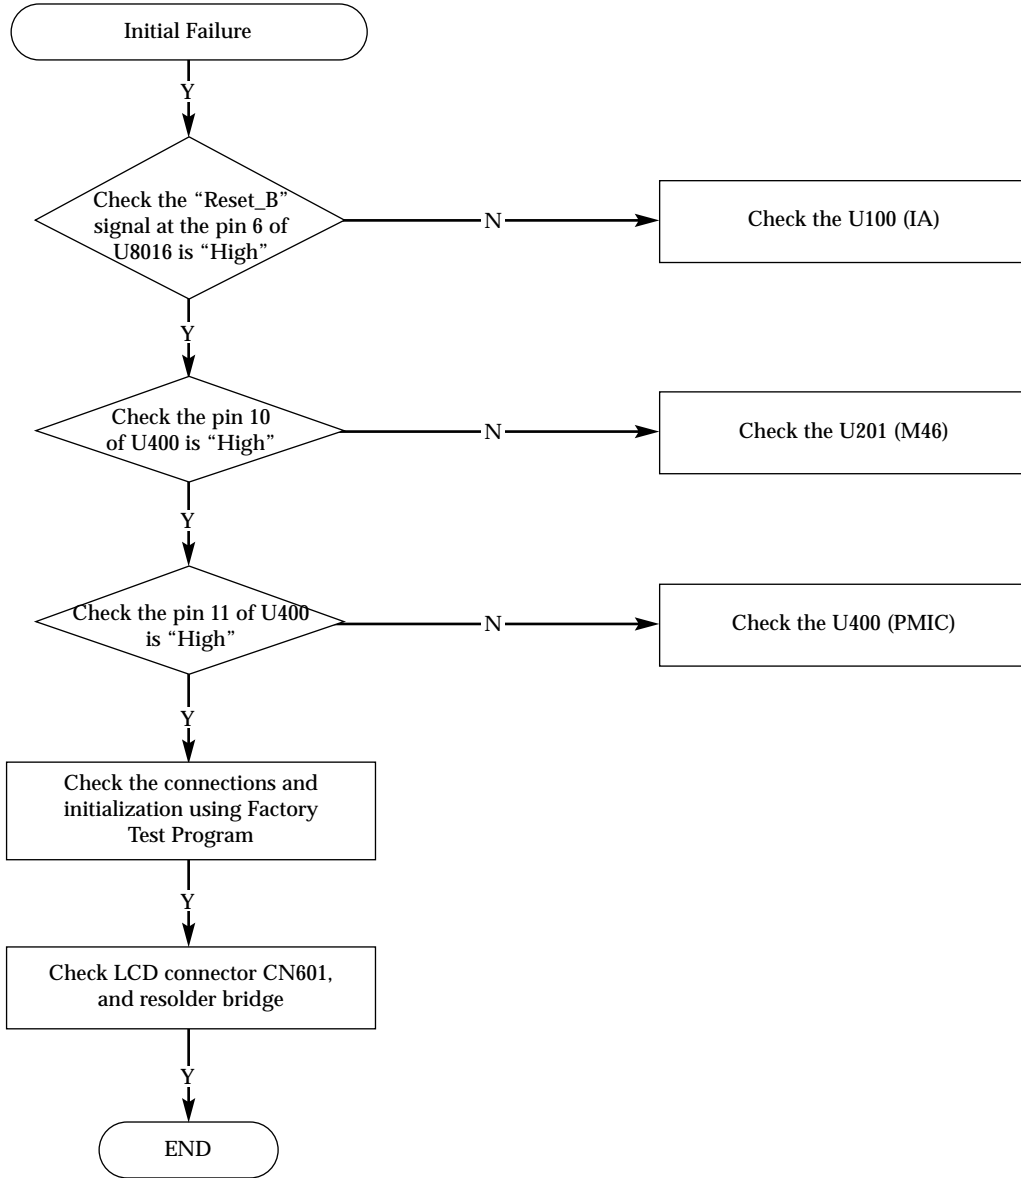 Initial Failure
Y
Check the “Reset_B”
signal at the pin 6 of
U8016 is “High”
N
Check the U100 (IA)
Y
Check the pin 10
of U400 is “High”
N
Check the U201 (M46)
Y
Check the pin 11 of U400
is “High”
N
Check the U400 (PMIC)
Y
Check the connections and
initialization using Factory
Test Program
Y
Check LCD connector CN601,
and resolder bridge
Y
END